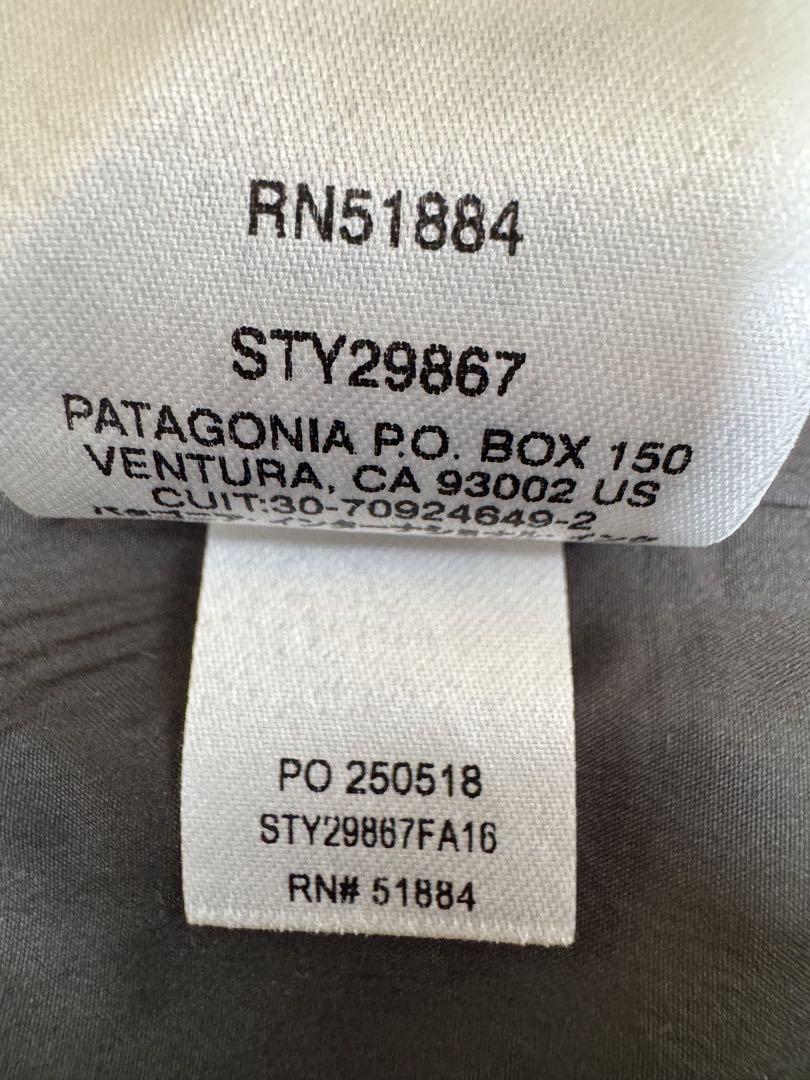 RN51884
STY29867
PATAGONIA P.O. BOX 150
VENTURA, CA 93002 US
CUIT:30-70924649-2
PO 250518
STY29867FA16
RN# 51884